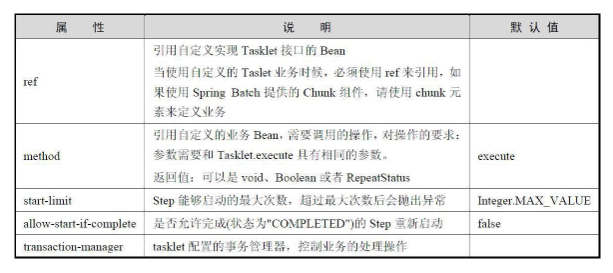 属 性 说 明 默 认 值
引用自定义实现 Tasklet 接口的 Bean
当使用自定义的 Taslet 业务时候，必须使用 ref 来引用，如
ref
果使用 Spring Batch 提供的 Chunk 组件，请使用 chunk 元
素来定义业务
引用自定义的业务 Bean，需要调用的操作，对操作的要求：
method 参数需要和 Tasklet.execute 具有相同的参数。 execute
返回值：可以是 void、Boolean 或者 RepeatStatus
start-limit Step 能够启动的最大次数，超过最大次数后会抛出异常 Integer.MAX_VALUE
allow-start-if-complete 是否允许完成(状态为"COMPLETED")的 Step 重新启动 false
transaction-manager tasklet 配置的事务管理器，控制业务的处理操作